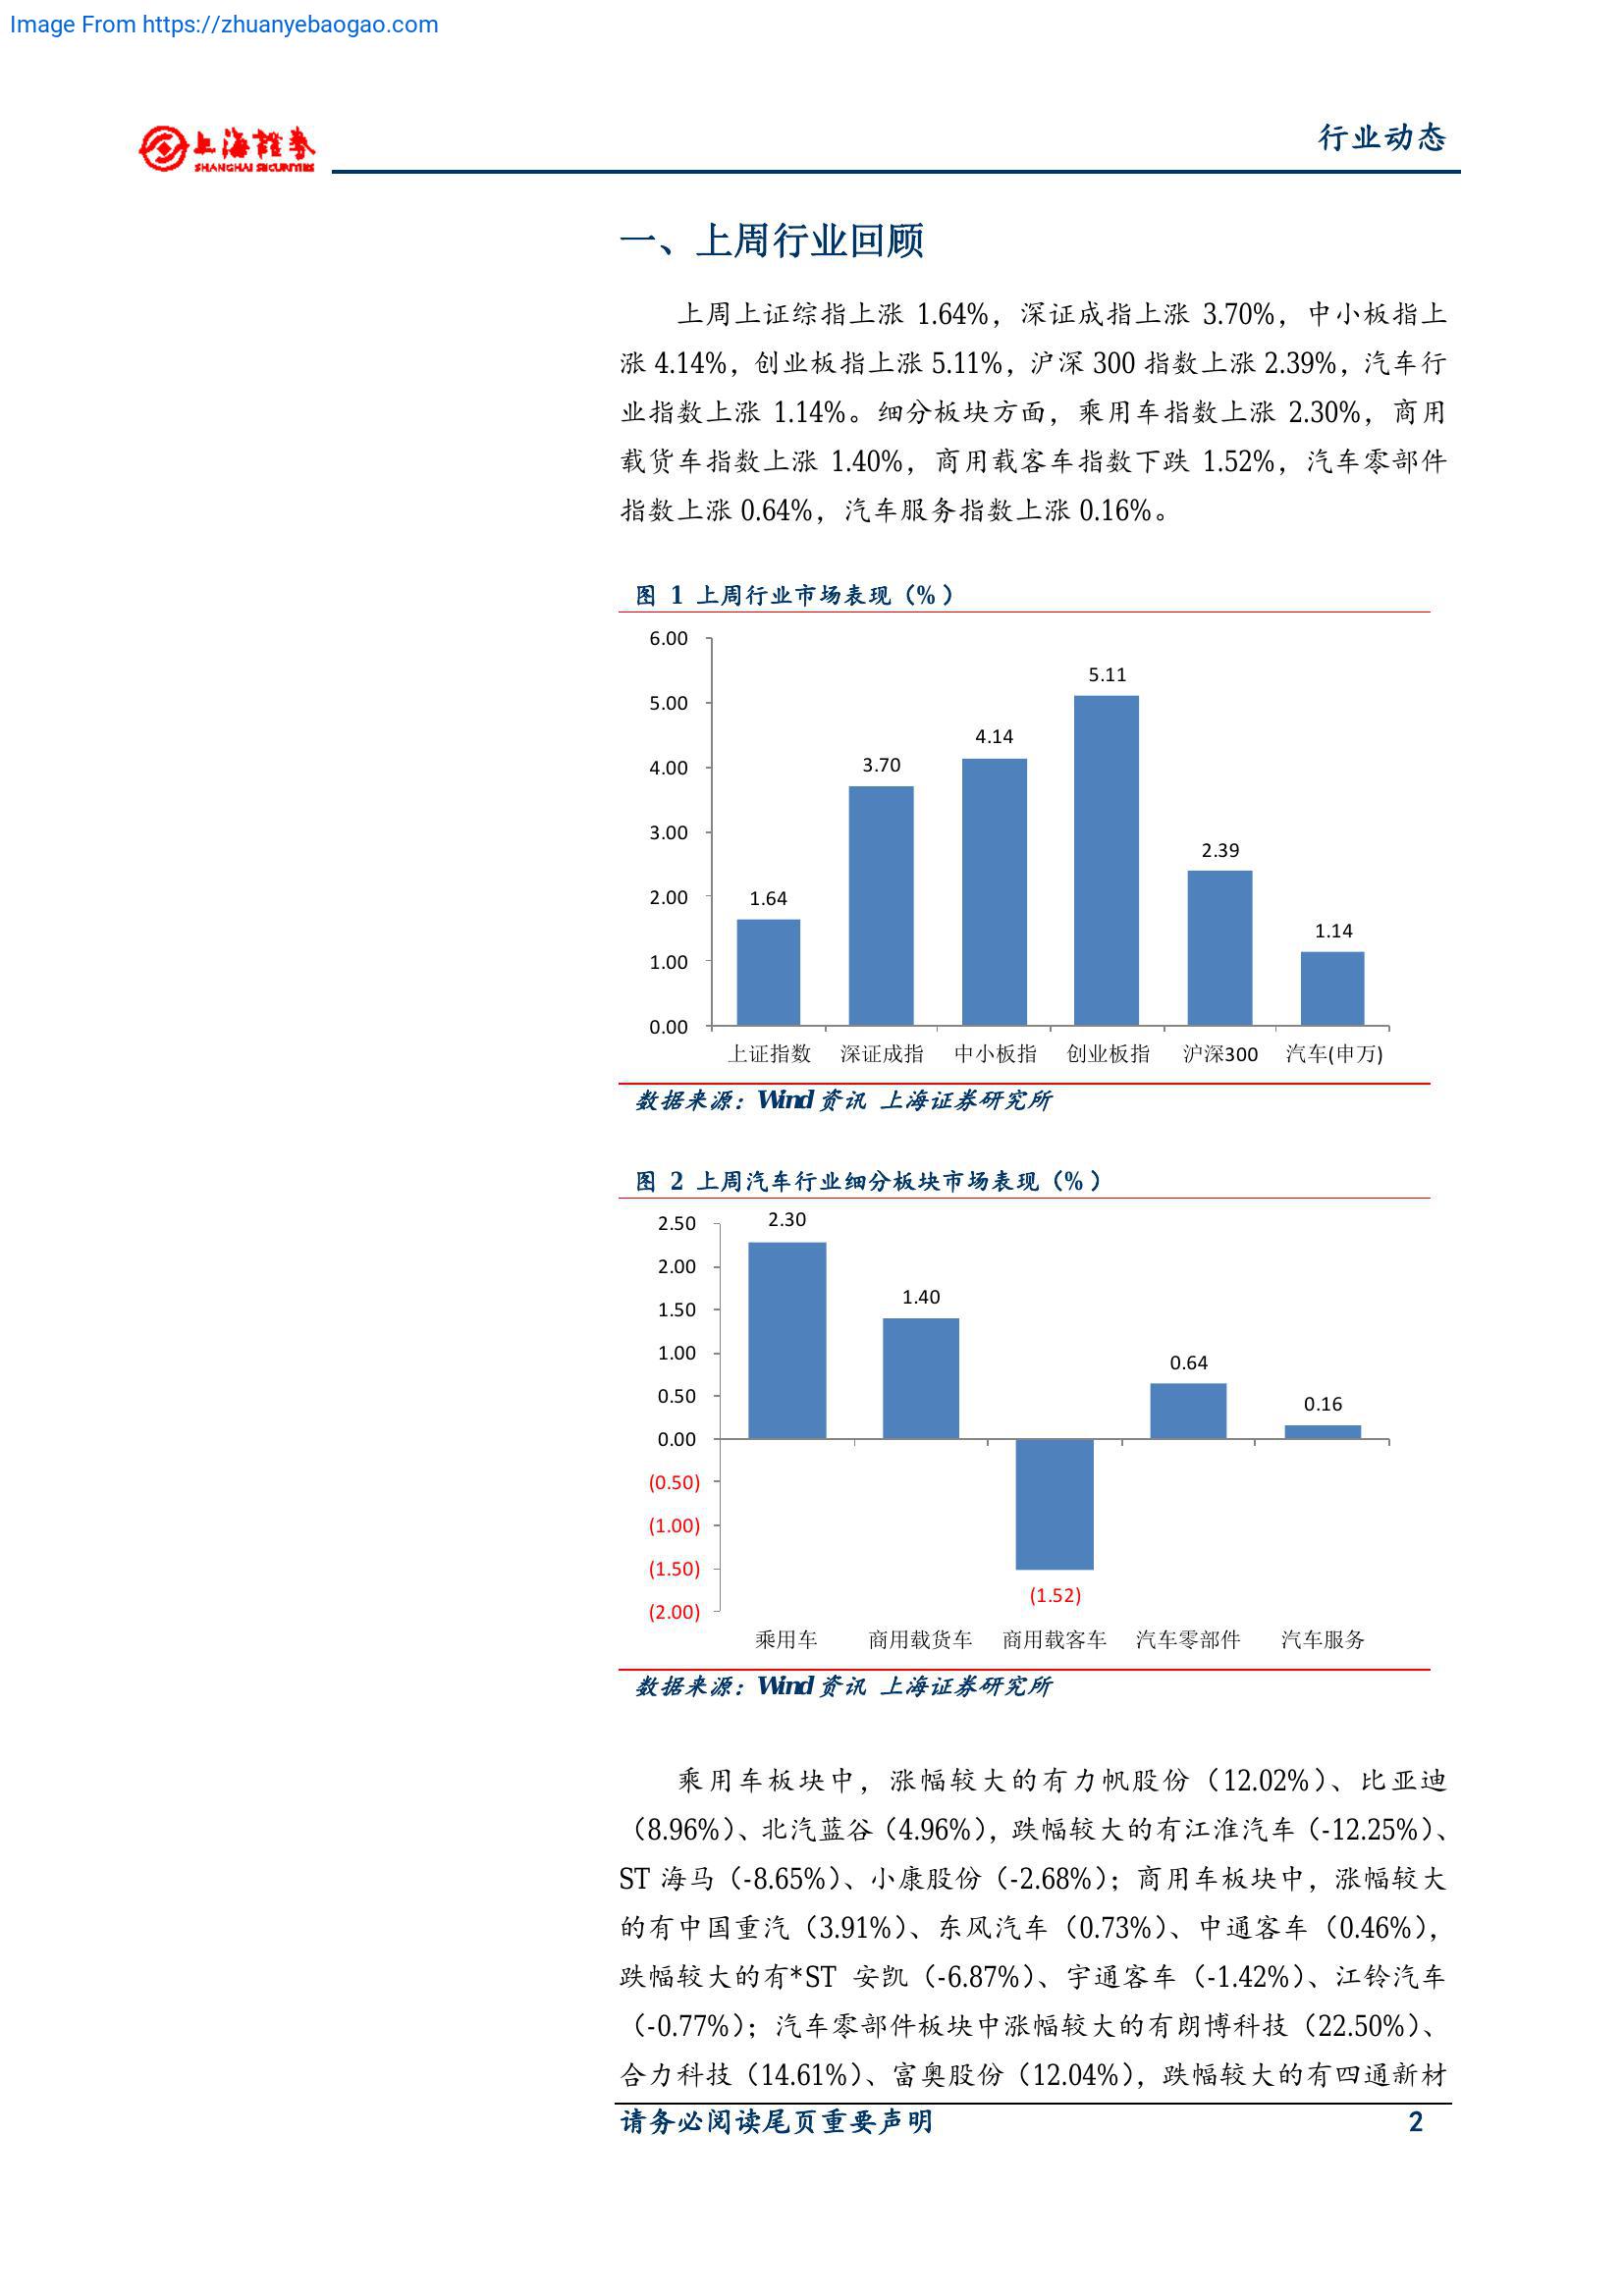 Image From https://zhuanyebaogao.com
上海證券
SHANGHAI SECURITIES
行业动态
一、上周行业回顾
上周上证综指上涨 1.64%，深证成指上涨 3.70%，中小板指上
涨 4.14%，创业板指上涨 5.11%，沪深 300 指数上涨 2.39%，汽车行
业指数上涨 1.14%。细分板块方面，乘用车指数上涨 2.30%，商用
载货车指数上涨 1.40%，商用载客车指数下跌 1.52%，汽车零部件
指数上涨 0.64%，汽车服务指数上涨 0.16%。
图 1 上周行业市场表现（%）
6.00
5.00
4.00
3.00
2.00
1.00
0.00
1.64
3.70
4.14
5.11
2.39
1.14
上证指数 深证成指 中小板指 创业板指 沪深300 汽车(申万)
数据来源：Wind 资讯 上海证券研究所
图 2 上周汽车行业细分板块市场表现（%）
2.50
2.00
1.50
1.00
0.50
0.00
(0.50)
(1.00)
(1.50)
(2.00)
2.30
1.40
(1.52)
0.64
0.16
乘用车 商用载货车 商用载客车 汽车零部件 汽车服务
数据来源：Wind 资讯 上海证券研究所
乘用车板块中，涨幅较大的有力帆股份（12.02%）、比亚迪
（8.96%）、北汽蓝谷（4.96%），跌幅较大的有江淮汽车（-12.25%）、
ST 海马（-8.65%）、小康股份（-2.68%）；商用车板块中，涨幅较大
的有中国重汽（3.91%）、东风汽车（0.73%）、中通客车（0.46%），
跌幅较大的有*ST 安凯（-6.87%）、宇通客车（-1.42%）、江铃汽车
（-0.77%）；汽车零部件板块中涨幅较大的有朗博科技（22.50%）、
合力科技（14.61%）、富奥股份（12.04%），跌幅较大的有四通新材
请务必阅读尾页重要声明 2